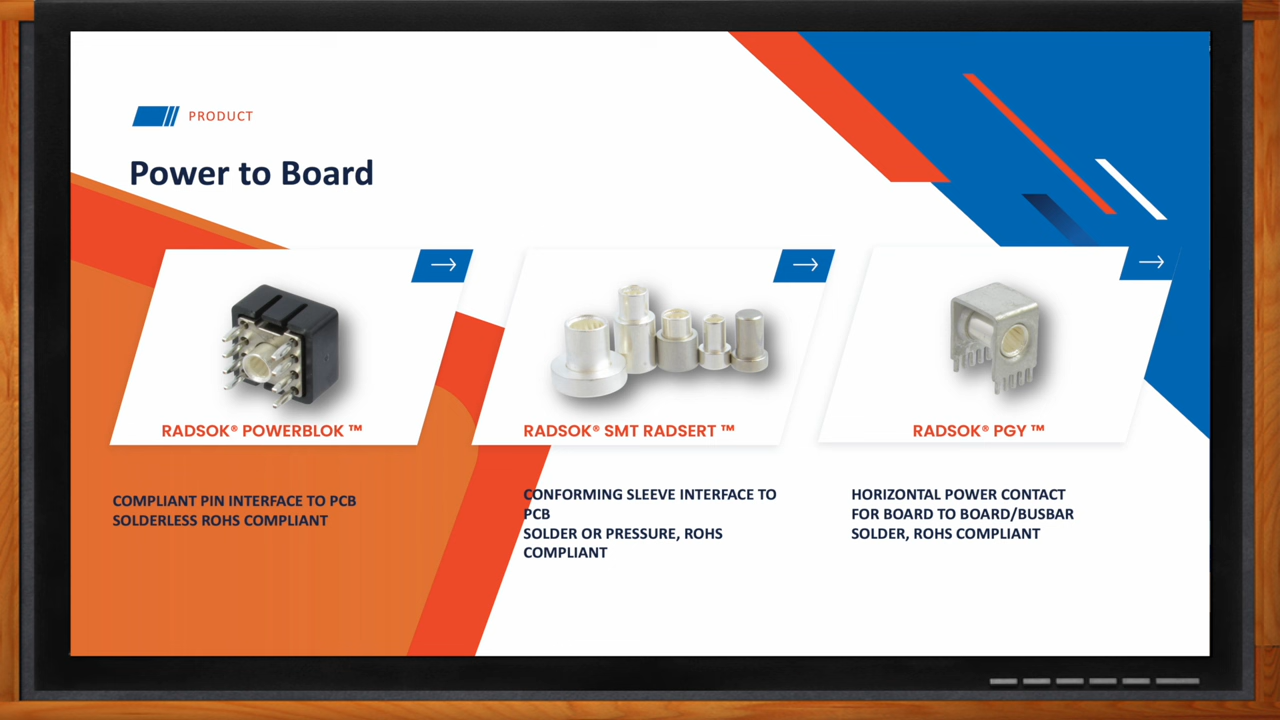 PRODUCT
Power to Board
RADSOK® POWERBLOK ™
COMPLIANT PIN INTERFACE TO PCB
SOLDERLESS ROHS COMPLIANT
RADSOK® SMT RADSERT ™
CONFORMING SLEEVE INTERFACE TO
PCB
SOLDER OR PRESSURE, ROHS
COMPLIANT
RADSOK® PGY ™
HORIZONTAL POWER CONTACT
FOR BOARD TO BOARD/BUSBAR
SOLDER, ROHS COMPLIANT